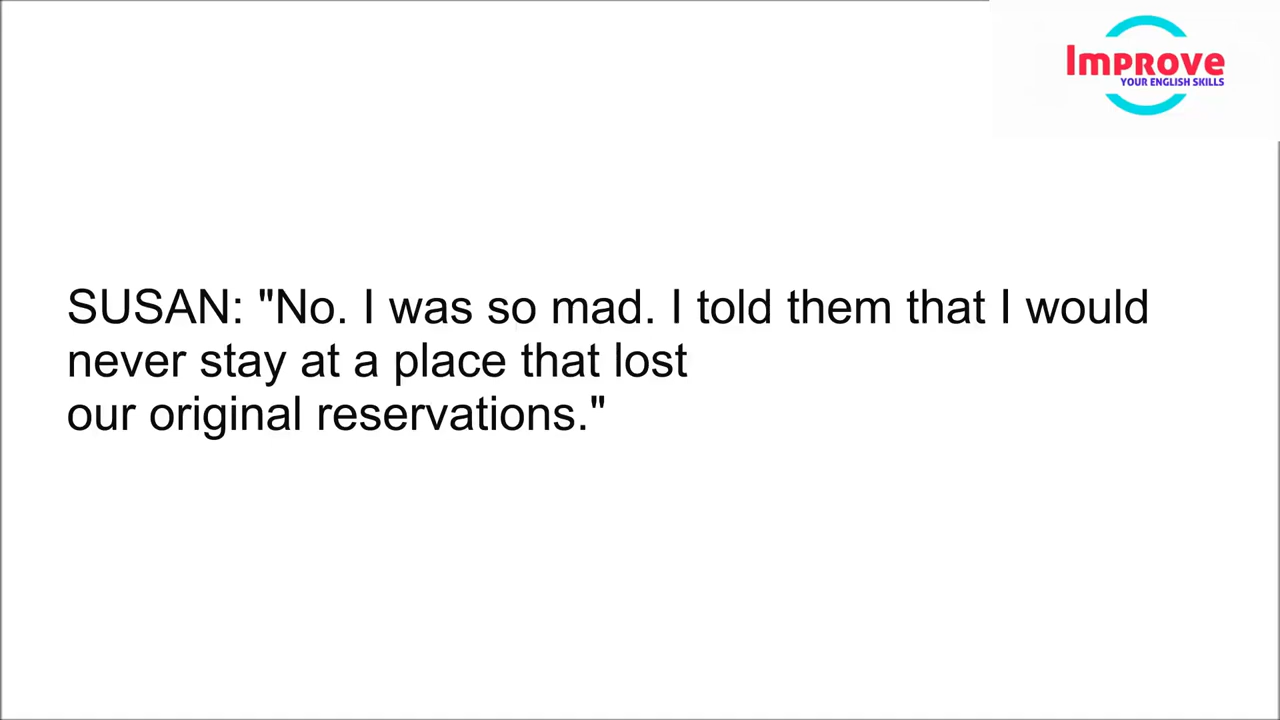 Improve
YOUR ENGLISH SKILLS
SUSAN: "No. I was so mad. I told them that I would
never stay at a place that lost
our original reservations."